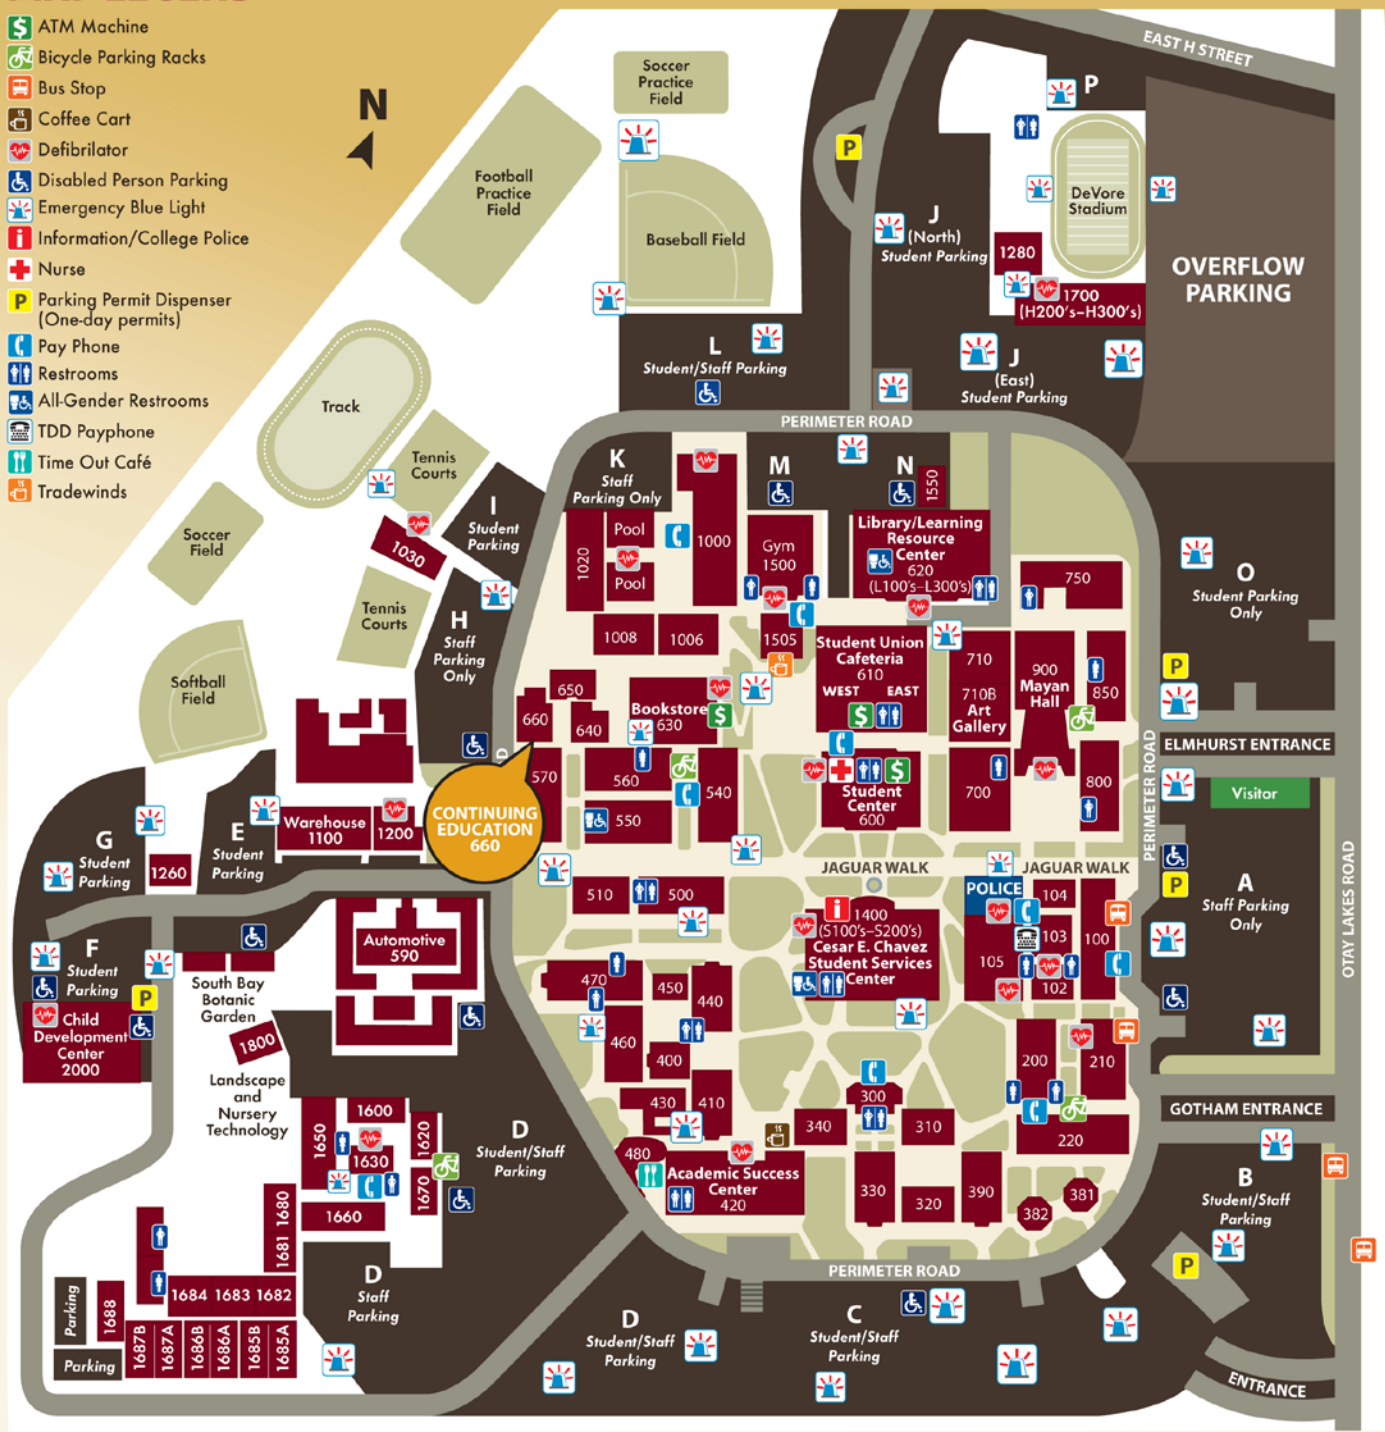 ATM Machine
Bicycle Parking Racks
Bus Stop
Coffee Cart
Defibrilator
Disabled Person Parking
Emergency Blue Light
Information/College Police
Nurse
Parking Permit Dispenser
(One-day permits)
Pay Phone
Restrooms
All-Gender Restrooms
TDD Payphone
Time Out Café
Tradewinds
N
Soccer
Practice
Field
Football
Practice
Field
Baseball Field
EAST H STREET
P
P
DeVore
Stadium
J
(North)
Student Parking
1280
1700
(H200's–H300's)
OVERFLOW
PARKING
L
Student/Staff Parking
J
(East)
Student Parking
Track
PERIMETER ROAD
Tennis
Courts
I
Student
Parking
K
Staff
Parking Only
M
N
1550
Soccer
Field
1030
1020
Pool
Pool
1000
Gym
1500
Library/Learning
Resource
Center
620
(L100's–L300's)
750
O
Student Parking
Only
Tennis
Courts
H
Staff
Parking
Only
1008
1006
1505
Student Union
Cafeteria
610
WEST EAST
710
710B
Art
Gallery
900
Mayan
Hall
850
P
Softball
Field
650
660
640
Bookstore
630
D
ELMHURST ENTRANCE
PERIMETER ROAD
570
560
550
540
Student
Center
600
700
800
Visitor
CONTINUING
EDUCATION
660
G
Student
Parking
1260
E
Student
Parking
Warehouse
1100
1200
JAGUAR WALK
JAGUAR WALK
OTAY LAKES ROAD
510
500
POLICE
104
103
105
102
100
P
A
Staff Parking
Only
1400
(S100's–S200's)
Cesar E. Chavez
Student Services
Center
Automotive
590
F
Student
Parking
P
South Bay
Botanic
Garden
Child
Development
Center
2000
470
450
440
460
400
430
410
1800
Landscape
and
Nursery
Technology
200
210
220
GOTHAM ENTRANCE
300
340
310
330
320
390
382
381
480
Academic Success
Center
420
1600
1650
1630
1620
1670
1660
D
Student/Staff
Parking
B
Student/Staff
Parking
P
1680
1681
1684 1683 1682
Parking
1688
Parking
1687B
1687A
1686B
1686A
1685B
1685A
D
Staff
Parking
PERIMETER ROAD
D
Student/Staff
Parking
C
Student/Staff
Parking
ENTRANCE